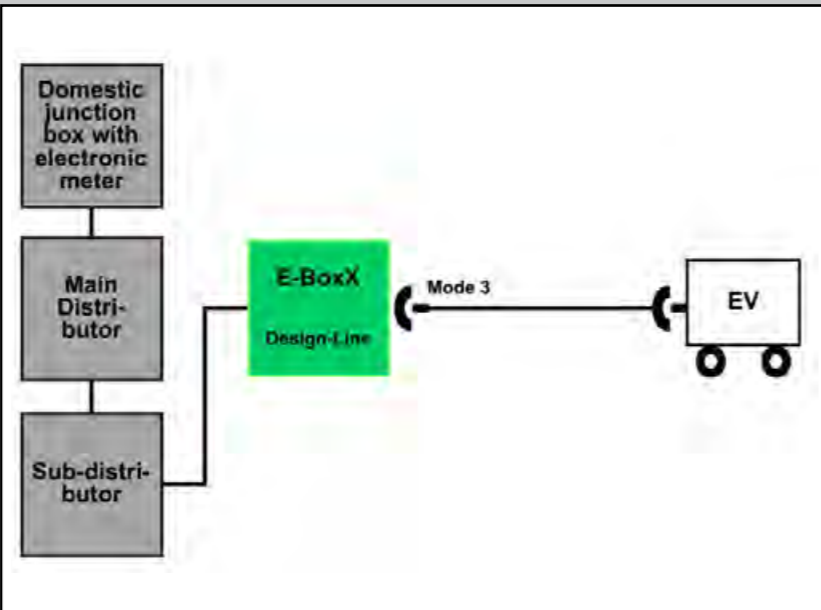 Domestic
junction
box with
electronic
meter
Main
Distri-
butor
Sub-distri-
butor
E-BoxX
Design-Line
Mode 3
EV